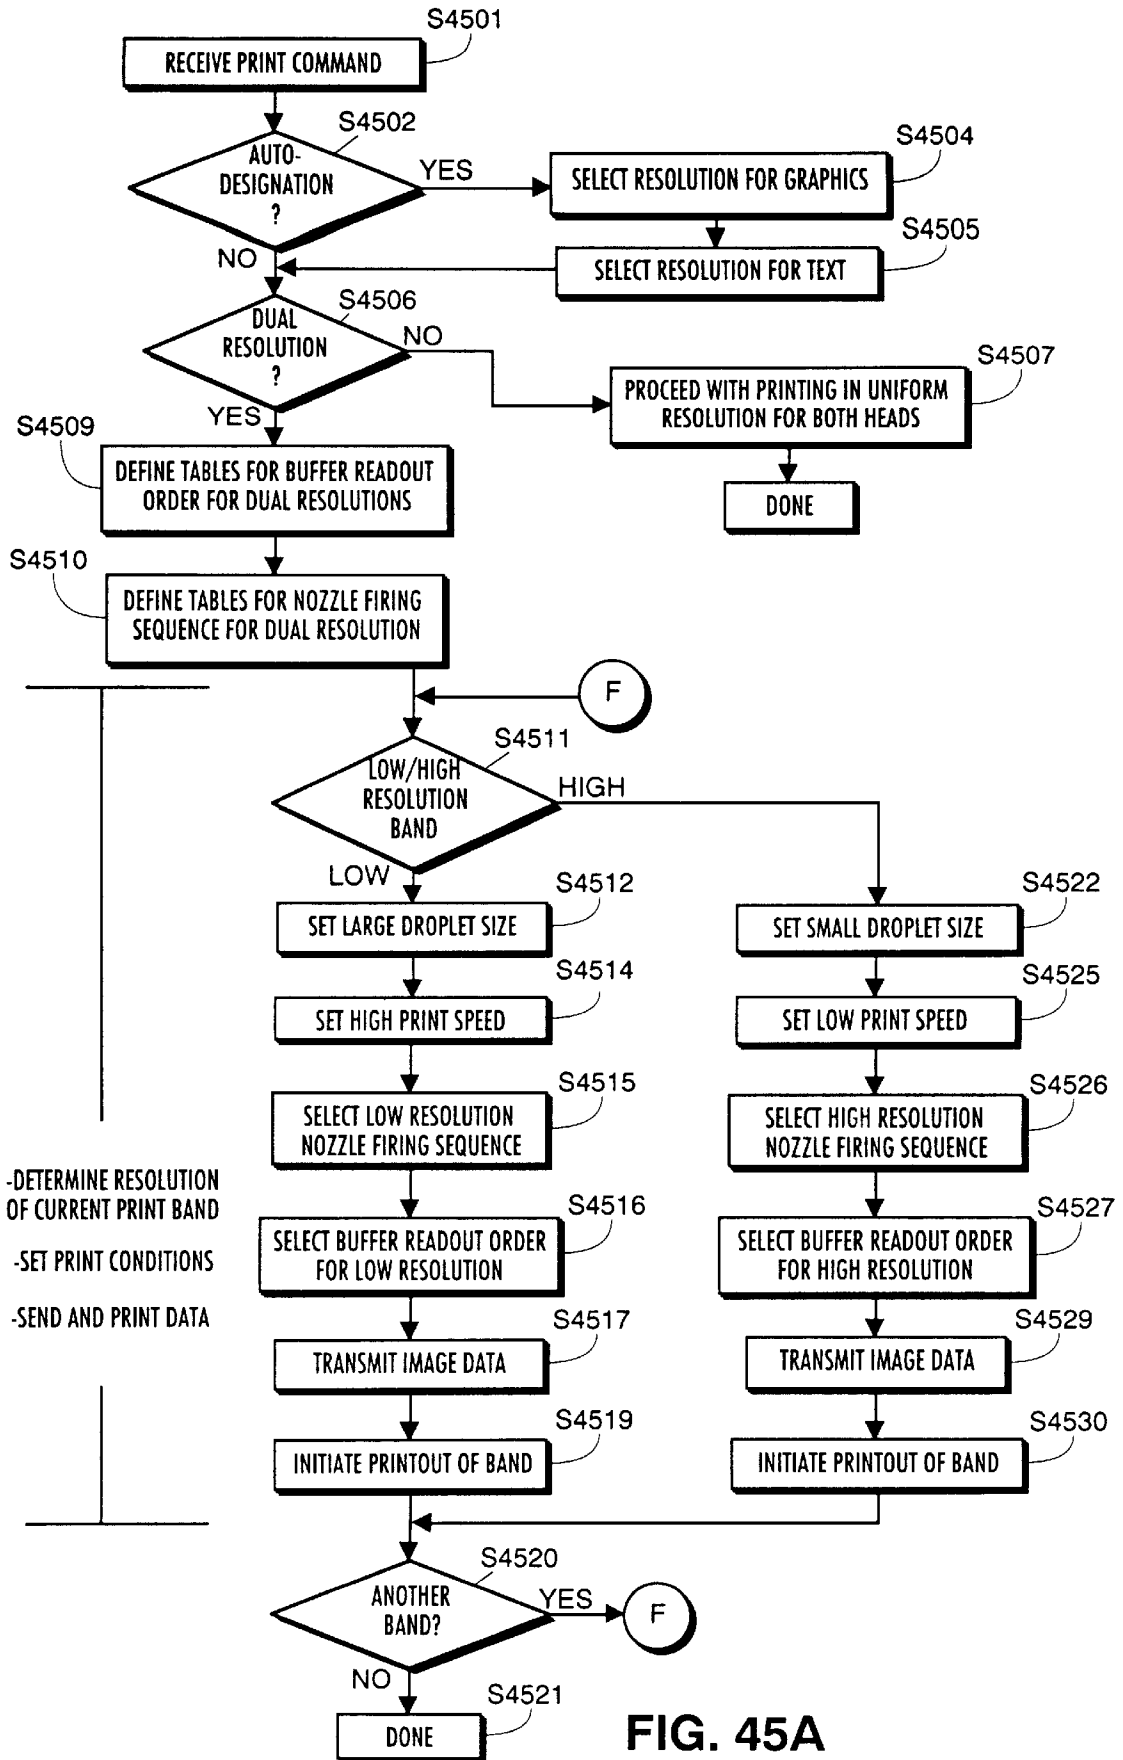 S4501
RECEIVE PRINT COMMAND
S4502
AUTO-
DESIGNATION
?
YES
NO
S4504
SELECT RESOLUTION FOR GRAPHICS
S4505
SELECT RESOLUTION FOR TEXT
S4506
DUAL
RESOLUTION
?
NO
YES
S4507
PROCEED WITH PRINTING IN UNIFORM
RESOLUTION FOR BOTH HEADS
DONE
S4509
DEFINE TABLES FOR BUFFER READOUT
ORDER FOR DUAL RESOLUTIONS
S4510
DEFINE TABLES FOR NOZZLE FIRING
SEQUENCE FOR DUAL RESOLUTION
F
S4511
LOW/HIGH
RESOLUTION
BAND
HIGH
LOW
S4512
SET LARGE DROPLET SIZE
S4514
SET HIGH PRINT SPEED
S4515
SELECT LOW RESOLUTION
NOZZLE FIRING SEQUENCE
S4516
SELECT BUFFER READOUT ORDER
FOR LOW RESOLUTION
S4517
TRANSMIT IMAGE DATA
S4519
INITIATE PRINTOUT OF BAND
S4522
SET SMALL DROPLET SIZE
S4525
SET LOW PRINT SPEED
S4526
SELECT HIGH RESOLUTION
NOZZLE FIRING SEQUENCE
S4527
SELECT BUFFER READOUT ORDER
FOR HIGH RESOLUTION
S4529
TRANSMIT IMAGE DATA
S4530
INITIATE PRINTOUT OF BAND
-DETERMINE RESOLUTION
OF CURRENT PRINT BAND
-SET PRINT CONDITIONS
-SEND AND PRINT DATA
S4520
ANOTHER
BAND?
YES
F
NO
S4521
DONE
FIG. 45A